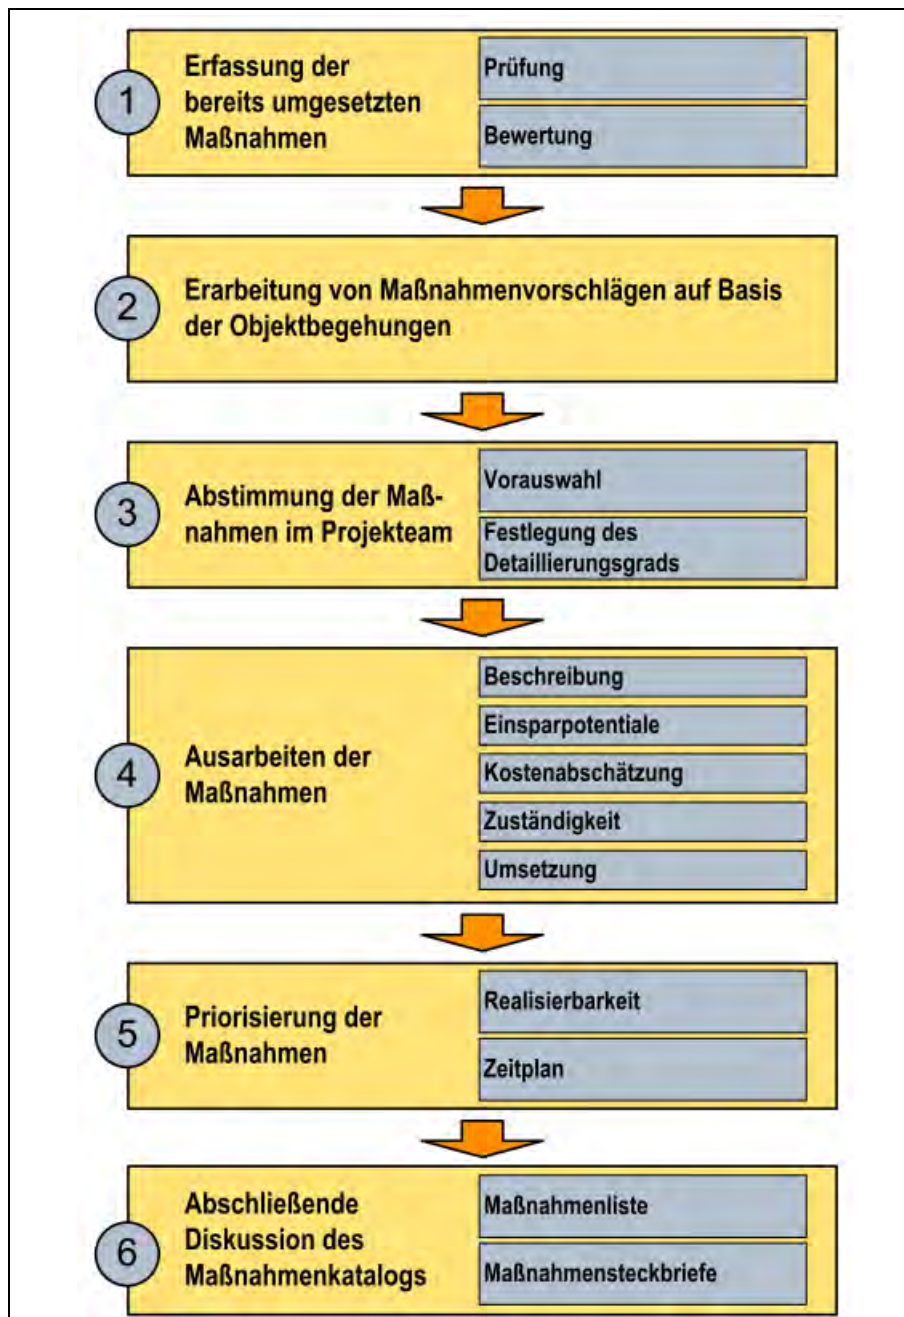 1
Erfassung der
bereits umgesetzten
Maßnahmen
Prüfung
Bewertung
2
Erarbeitung von Maßnahmenvorschlägen auf Basis
der Objektbegehungen
3
Abstimmung der Maß-
nahmen im Projekteam
Vorauswahl
Festlegung des
Detaillierungsgrads
4
Ausarbeiten der
Maßnahmen
Beschreibung
Einsparpotentiale
Kostenabschätzung
Zuständigkeit
Umsetzung
5
Priorisierung der
Maßnahmen
Realisierbarkeit
Zeitplan
6
Abschließende
Diskussion des
Maßnahmenkatalogs
Maßnahmenliste
Maßnahmensteckbriefe